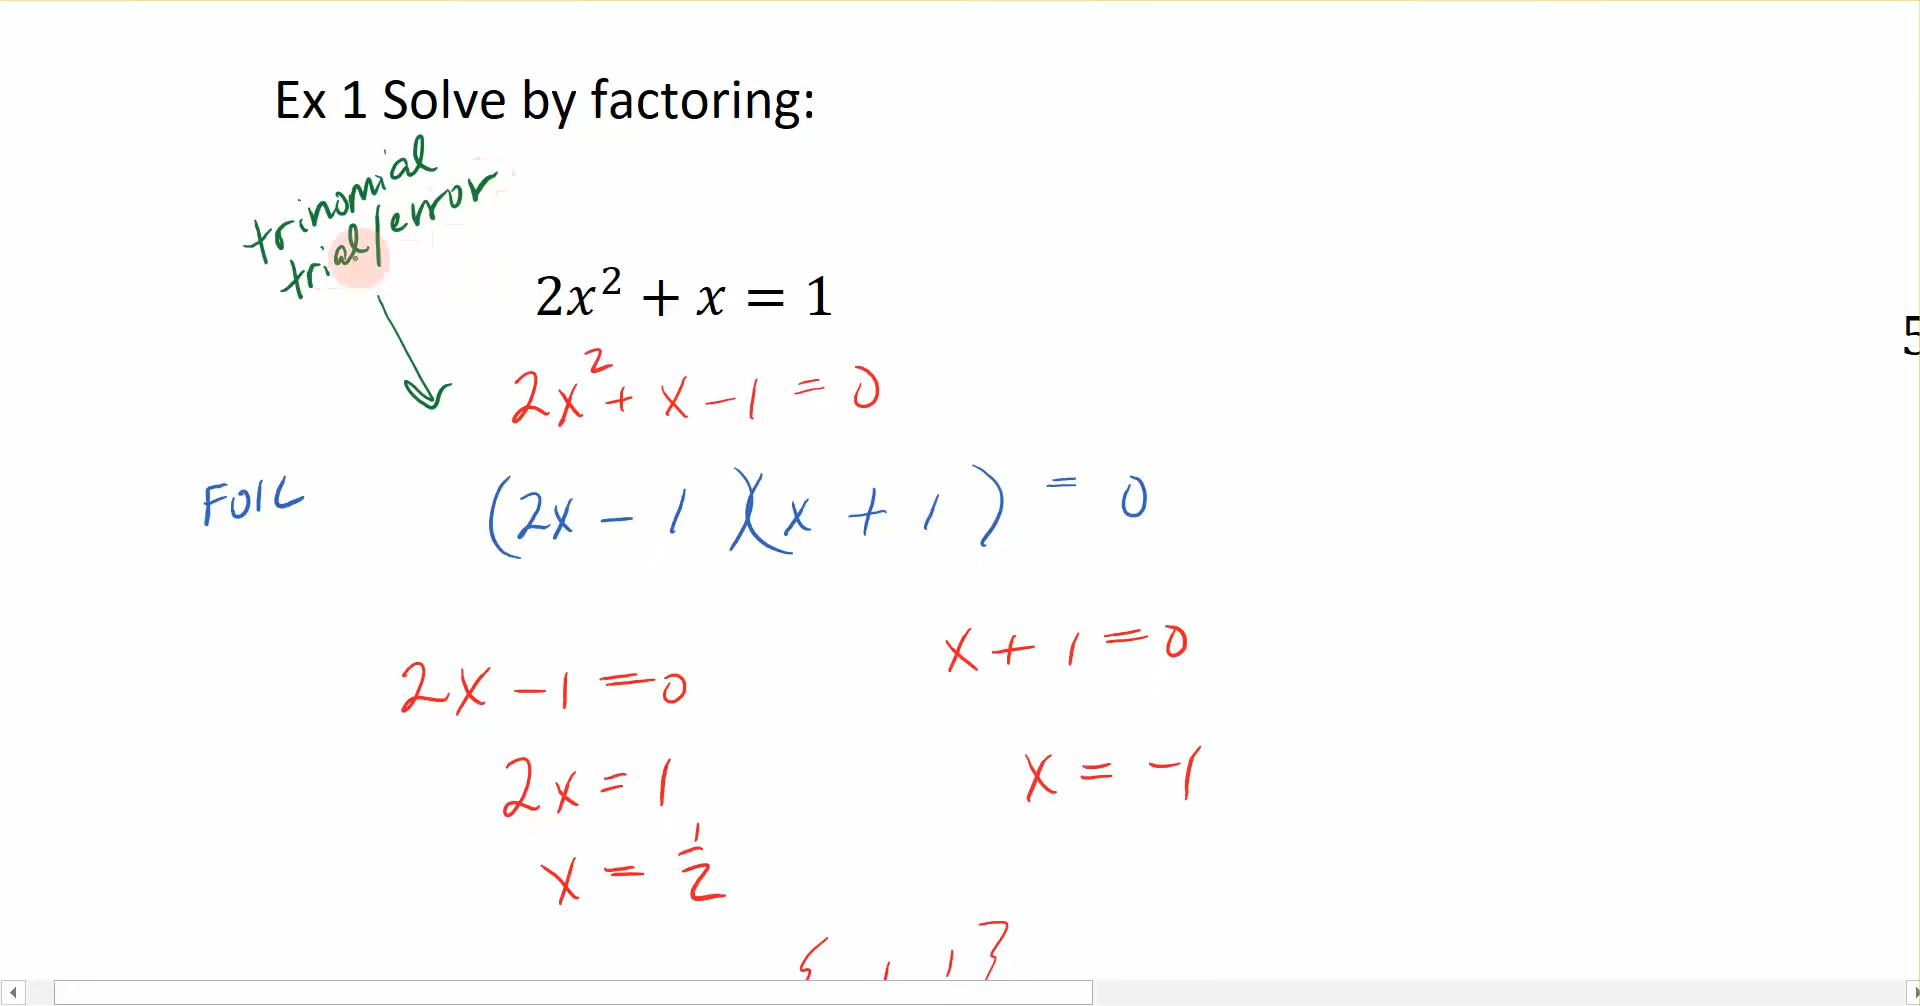 Ex 1 Solve by factoring:
trinomial
trial/error
2x² + x = 1
5
2x² + x - 1 = 0
FOIL
(2x - 1)(x + 1) = 0
x + 1 = 0
2x - 1 = 0
x = -1
2x = 1
x = 1/2